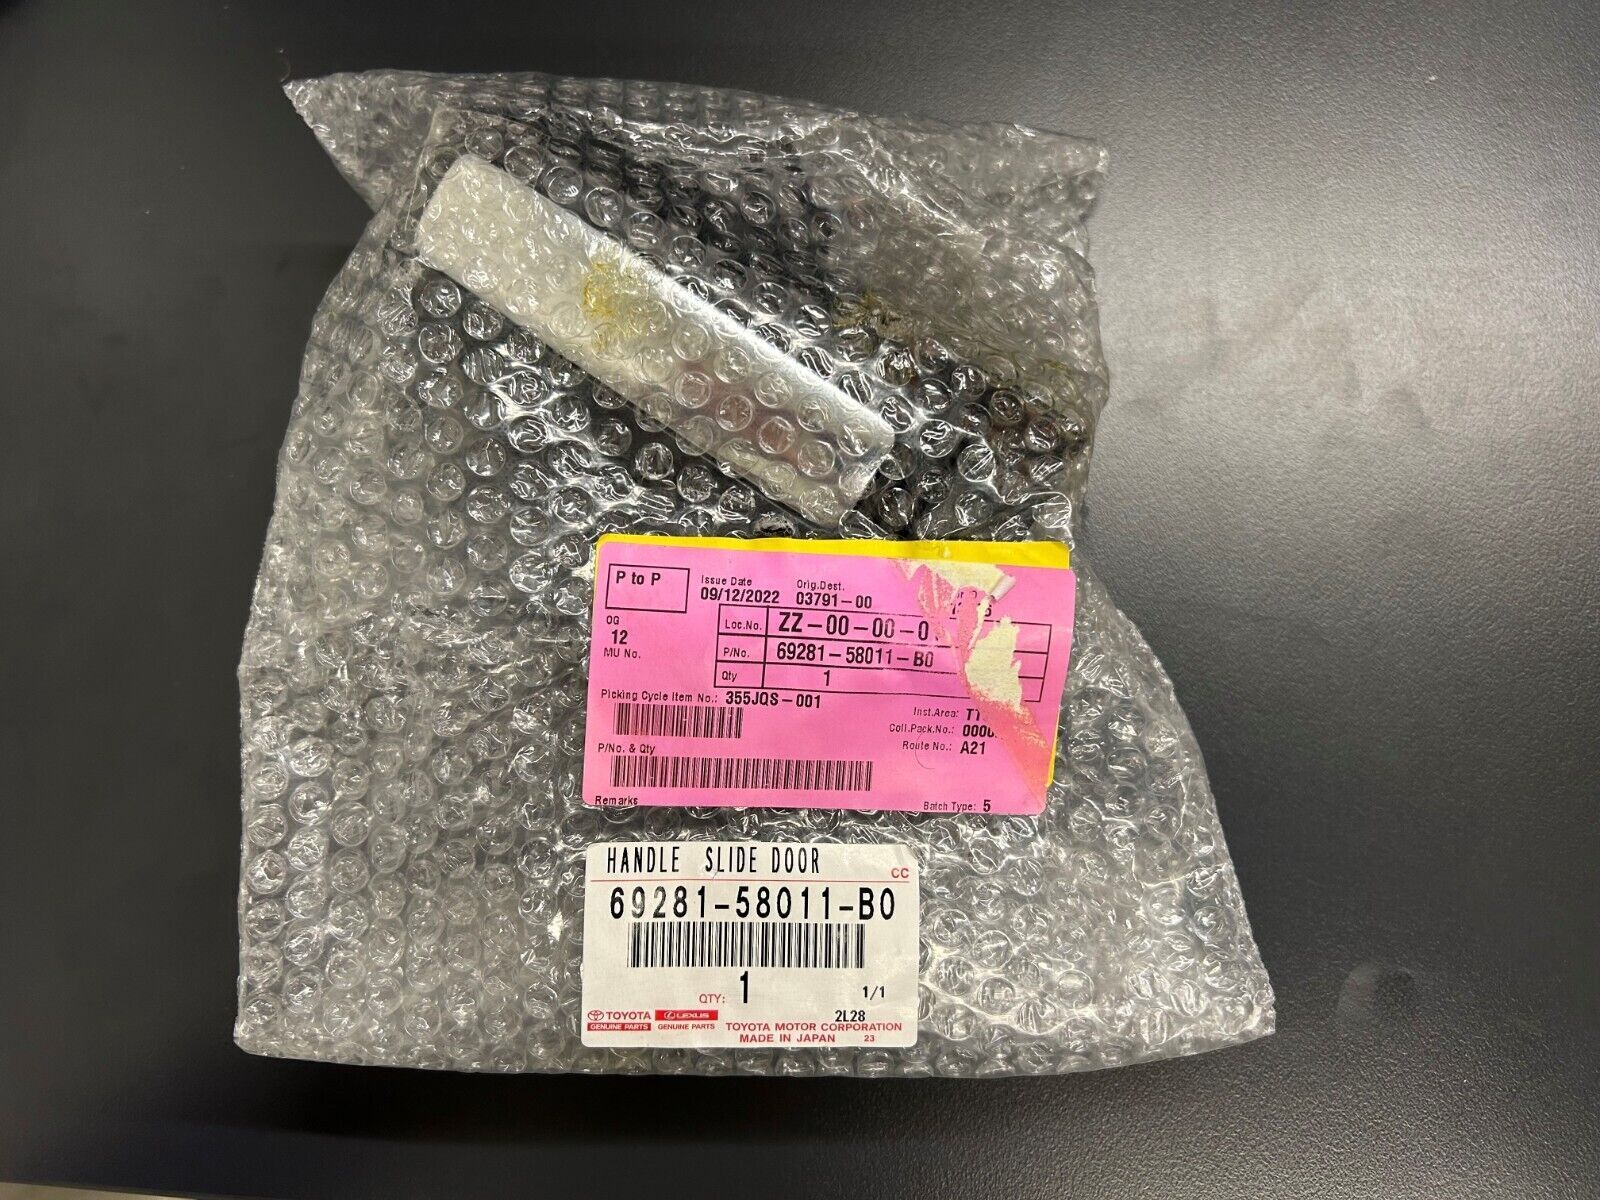 P to P
Issue Date
Orig.Dest.
09/12/2022 03791-00
OG
12
Loc.No. ZZ-00-00-0
MU No.
P/No. 69281-58011-B0
Qty 1
Picking Cycle Item No.: 355JQS-001
Inst.Area:
Coll.Pack.No.:
Route No.: A21
P/No. & Qty
Remarks
Batch Type: 5
HANDLE SLIDE DOOR
CC
69281-58011-B0
QTY: 1
1/1
2L28
TOYOTA LEXUS
GENUINE PARTS GENUINE PARTS
TOYOTA MOTOR CORPORATION
MADE IN JAPAN 23